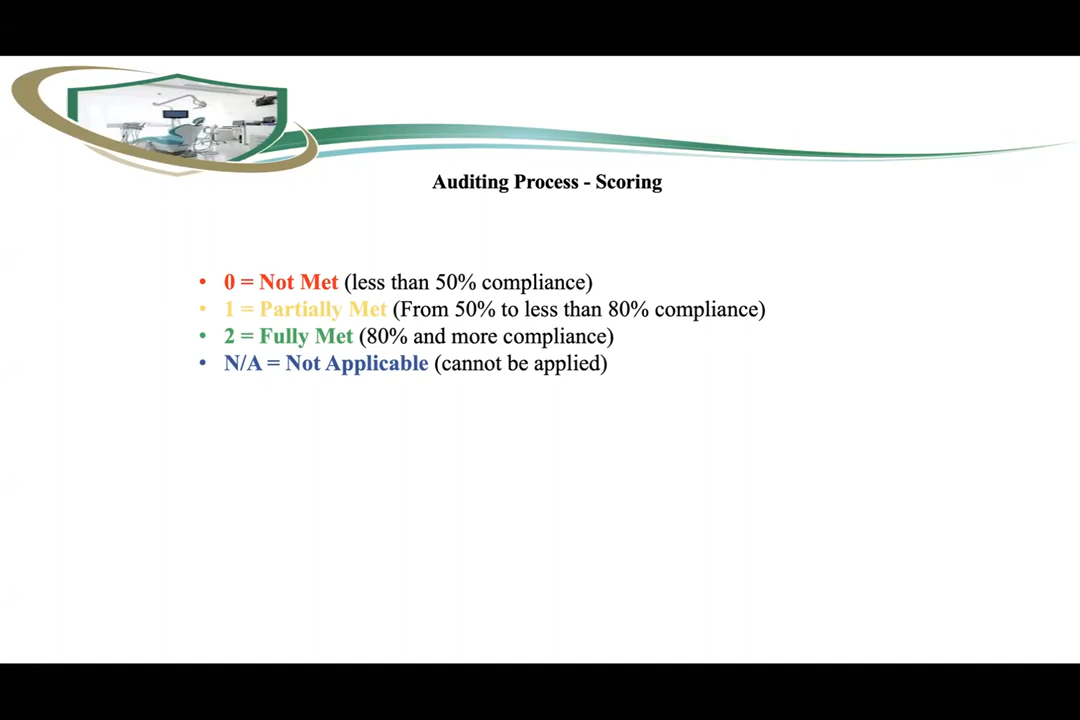 Auditing Process - Scoring
• 0 = Not Met (less than 50% compliance)
• 1 = Partially Met (From 50% to less than 80% compliance)
• 2 = Fully Met (80% and more compliance)
• N/A = Not Applicable (cannot be applied)